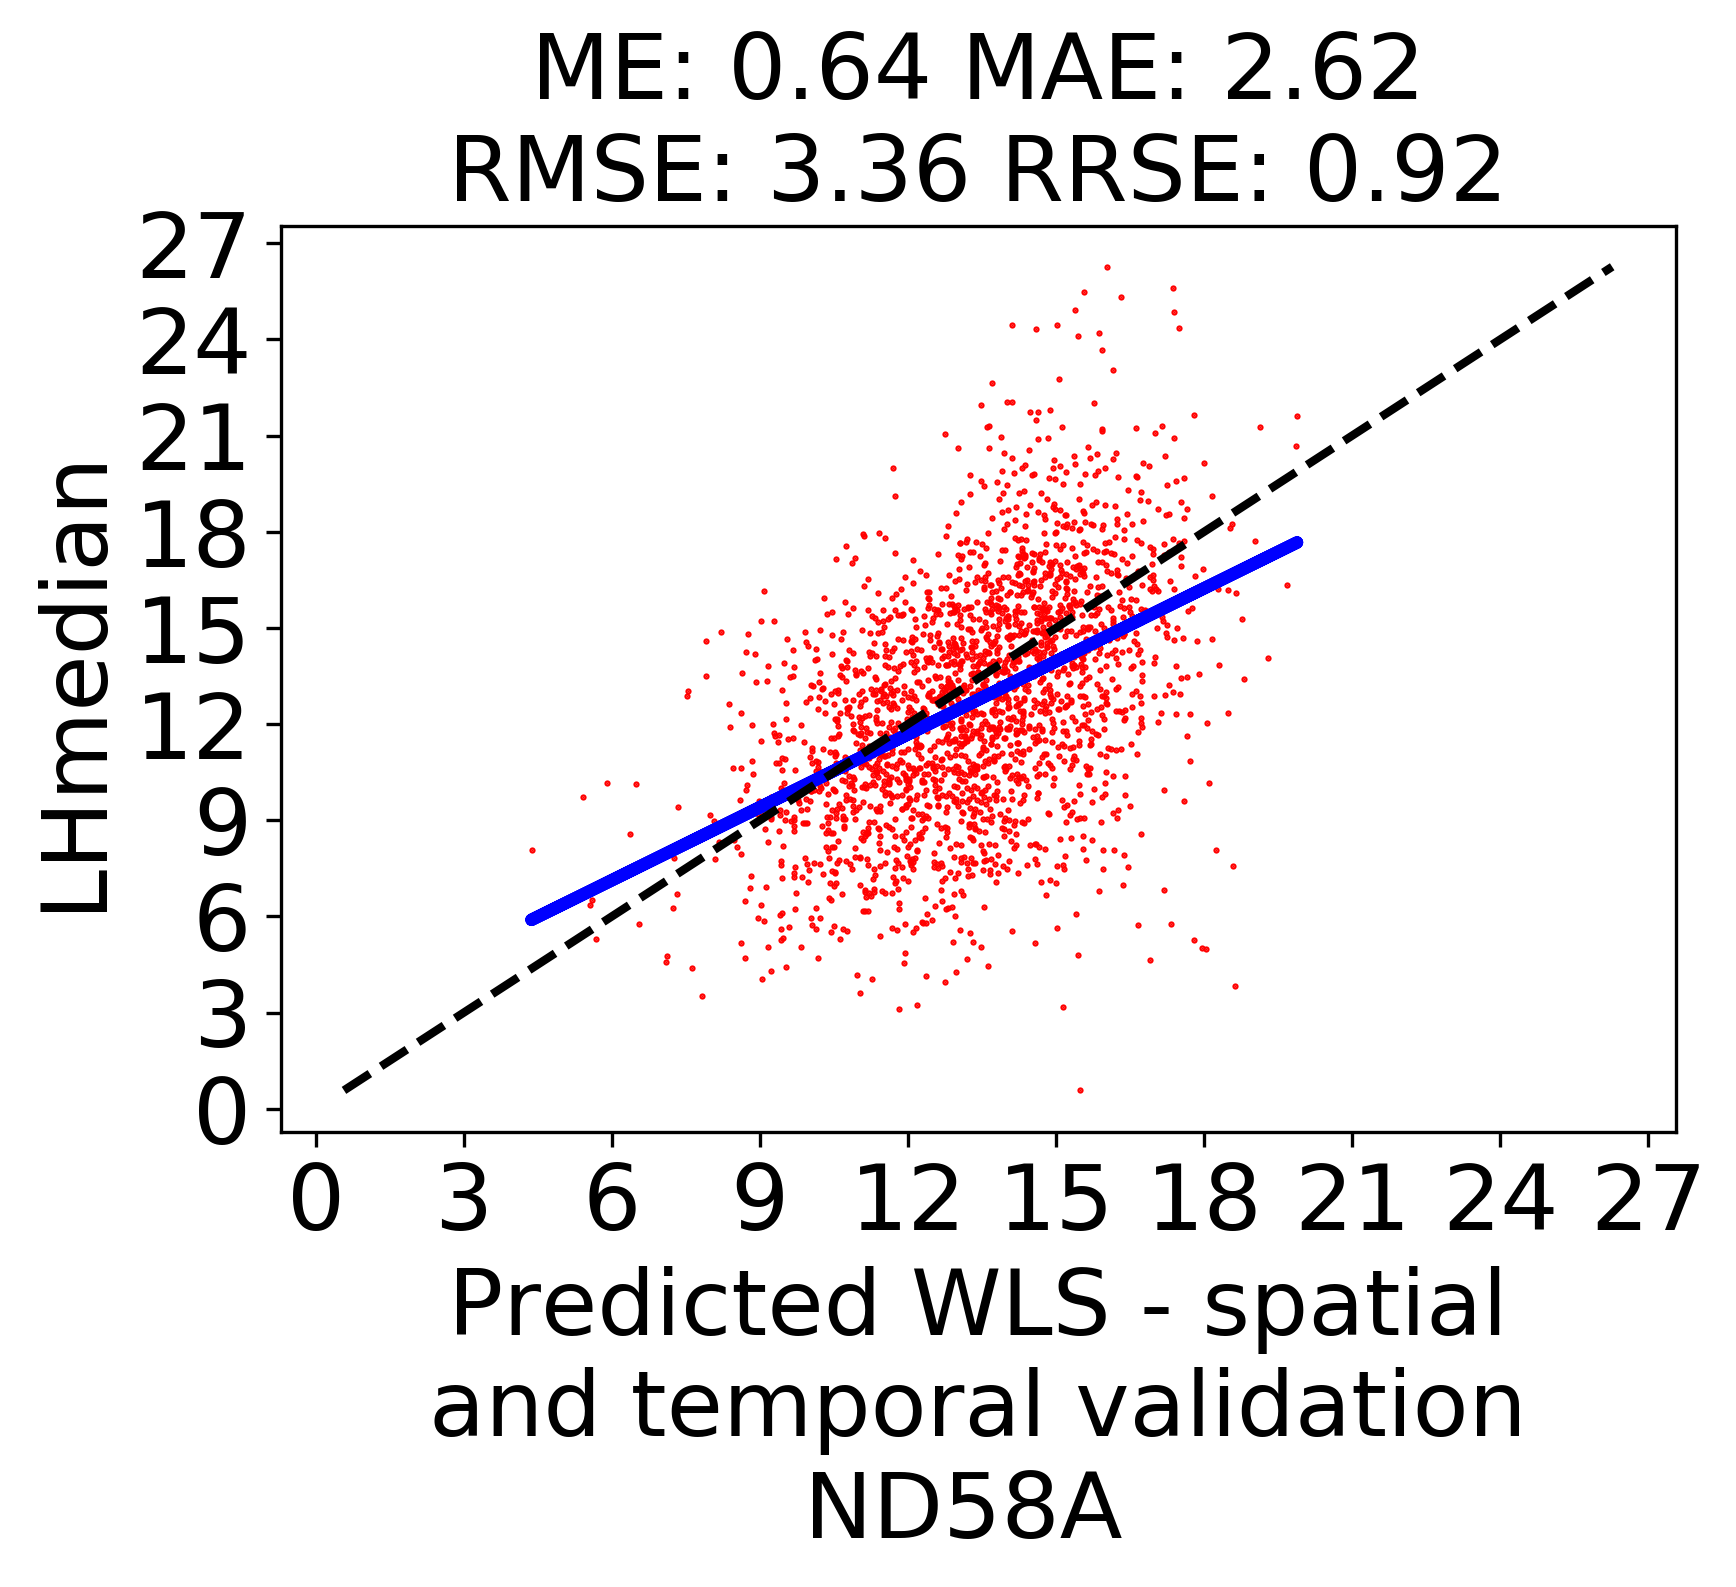 ME: 0.64 MAE: 2.62
RMSE: 3.36 RRSE: 0.92
27
24
21
18
15
12
9
6
3
0
LHmedian
0 3 6 9 12 15 18 21 24 27
Predicted WLS - spatial
and temporal validation
ND58A